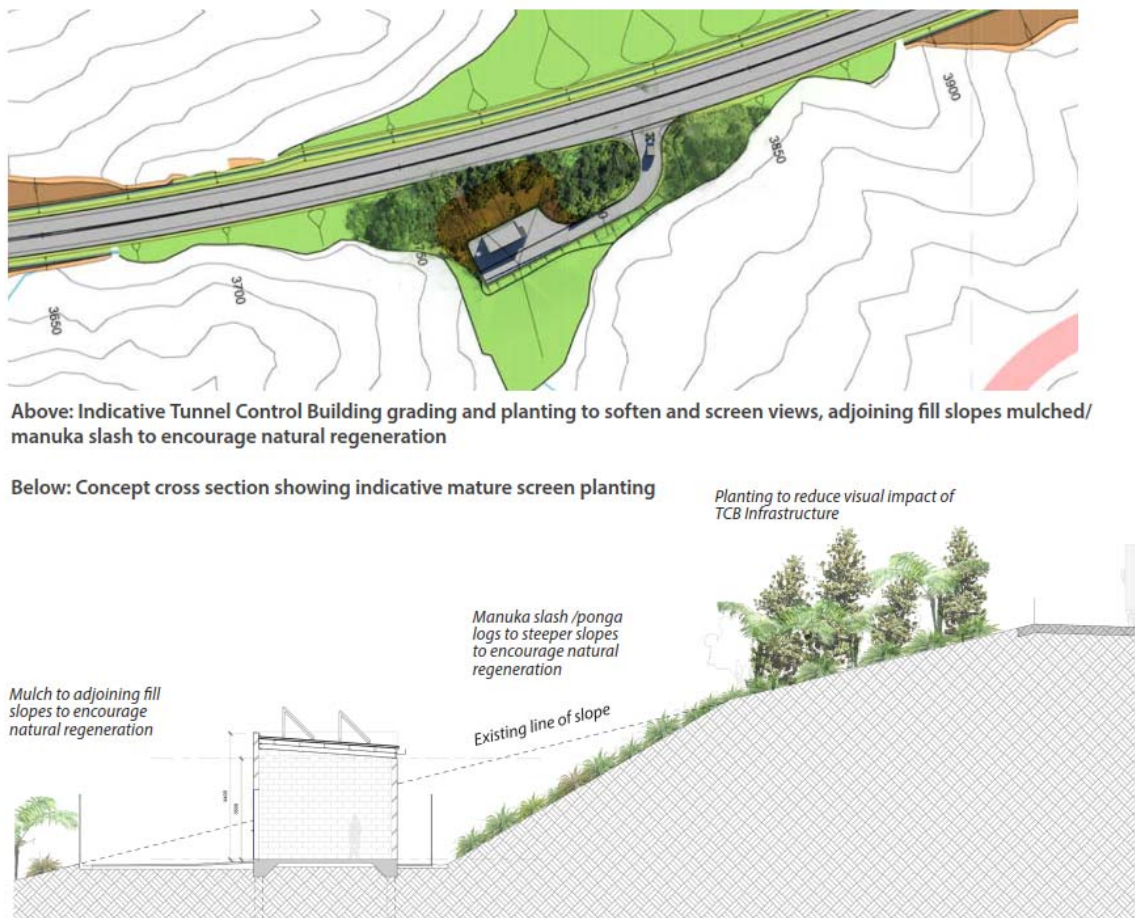 3900
3850
50
3700
3650
Above: Indicative Tunnel Control Building grading and planting to soften and screen views, adjoining fill slopes mulched/
manuka slash to encourage natural regeneration
Below: Concept cross section showing indicative mature screen planting
Planting to reduce visual impact of
TCB Infrastructure
Manuka slash /ponga
logs to steeper slopes
to encourage natural
regeneration
Mulch to adjoining fill
slopes to encourage
natural regeneration
Existing line of slope